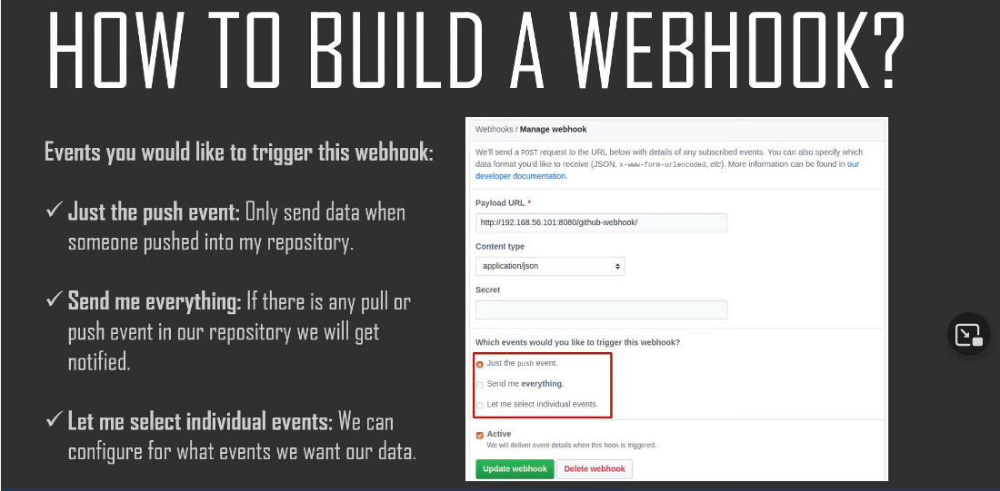 HOW TO BUILD A WEBHOOK?
Events you would like to trigger this webhook:
✓ Just the push event: Only send data when
someone pushed into my repository.
✓ Send me everything: If there is any pull or
push event in our repository we will get
notified.
✓ Let me select individual events: We can
configure for what events we want our data.
Webhooks / Manage webhook
We'll send a POST request to the URL below with details of any subscribed events. You can also specify which
data format you'd like to receive (JSON, x-www-form-urlencoded, etc). More information can be found in our
developer documentation.
Payload URL *
http://192.168.56.101:8080/github-webhook/
Content type
application/json
Secret
Which events would you like to trigger this webhook?
Just the push event.
Send me everything.
Let me select individual events.
Active
We will deliver event details when this hook is triggered.
Update webhook
Delete webhook